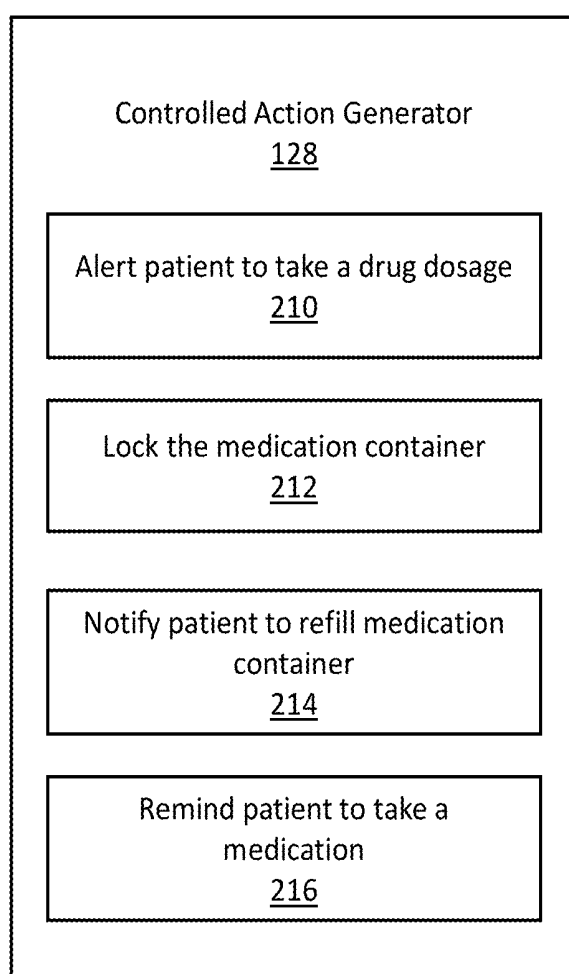 Controlled Action Generator
128
Alert patient to take a drug dosage
210
Lock the medication container
212
Notify patient to refill medication
container
214
Remind patient to take a
medication
216